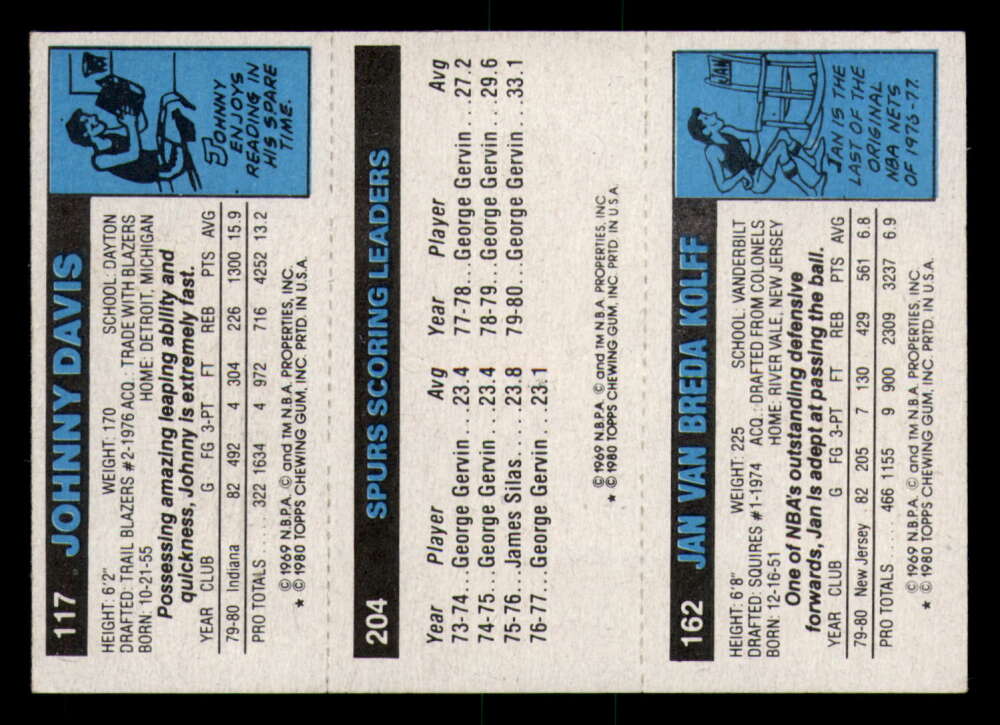 117 JOHNNY DAVIS
HEIGHT: 6'2" WEIGHT: 170 SCHOOL: DAYTON
DRAFTED: TRAIL BLAZERS #2-1976 ACQ.: TRADE WITH BLAZERS
BORN: 10-21-55 HOME: DETROIT, MICHIGAN
Possessing amazing leaping ability and
quickness, Johnny is extremely fast.
YEAR CLUB G FG 3-PT FT REB PTS AVG
79-80 Indiana 82 492 4 304 226 1300 15.9
PRO TOTALS.... 322 1634 4 972 716 4252 13.2
© 1969 N.B.P.A. © and TM N.B.A. PROPERTIES, INC.
★ © 1980 TOPPS CHEWING GUM, INC. PRTD. IN U.S.A.
JOHNNY
ENJOYS
READING IN
HIS SPARE
TIME.
204 SPURS SCORING LEADERS
Year Player Avg Year Player Avg
73-74...George Gervin...23.4 77-78...George Gervin...27.2
74-75...George Gervin...23.4 78-79...George Gervin...29.6
75-76...James Silas.....23.8 79-80...George Gervin...33.1
76-77...George Gervin...23.1
© 1969 N.B.P.A. © and TM N.B.A. PROPERTIES, INC.
★ © 1980 TOPPS CHEWING GUM, INC. PRTD. IN U.S.A.
162 JAN VAN BREDA KOLFF
HEIGHT: 6'8" WEIGHT: 225 SCHOOL: VANDERBILT
DRAFTED: SQUIRES #1-1974 ACQ.: DRAFTED FROM COLONELS
BORN: 12-16-51 HOME: RIVER VALE, NEW JERSEY
One of NBA's outstanding defensive
forwards, Jan is adept at passing the ball.
YEAR CLUB G FG 3-PT FT REB PTS AVG
79-80 New Jersey . 82 205 7 130 429 561 6.8
PRO TOTALS .... 466 1155 9 900 2309 3237 6.9
© 1969 N.B.P.A. © and TM N.B.A. PROPERTIES, INC.
★ © 1980 TOPPS CHEWING GUM, INC. PRTD. IN U.S.A.
JAN
JAN IS THE
LAST OF THE
ORIGINAL
NBA NETS
OF 1976-77.